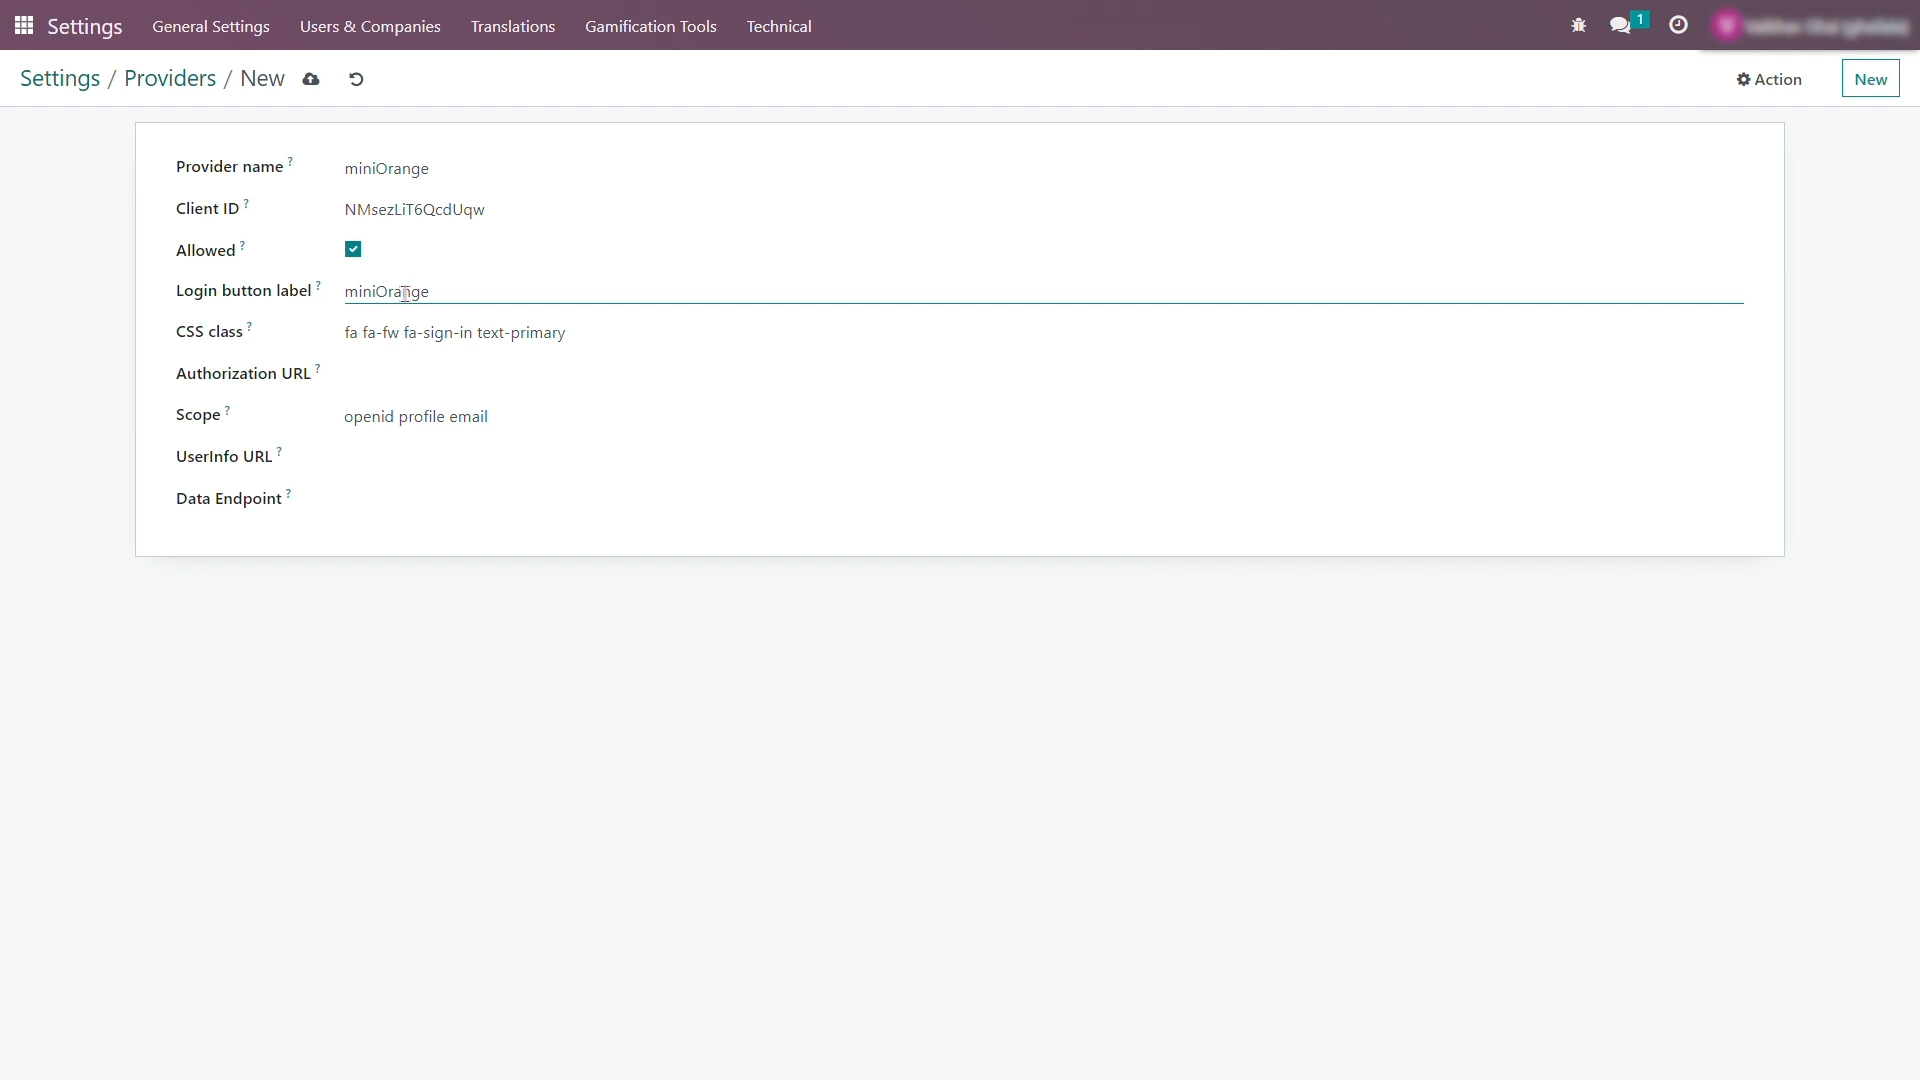 Settings General Settings Users & Companies Translations Gamification Tools Technical 1
Settings / Providers / New Action New
Provider name ? miniOrange
Client ID ? NMsezLiT6QcdUqw
Allowed ?
Login button label ? miniOrange
CSS class ? fa fa-fw fa-sign-in text-primary
Authorization URL ?
Scope ? openid profile email
UserInfo URL ?
Data Endpoint ?